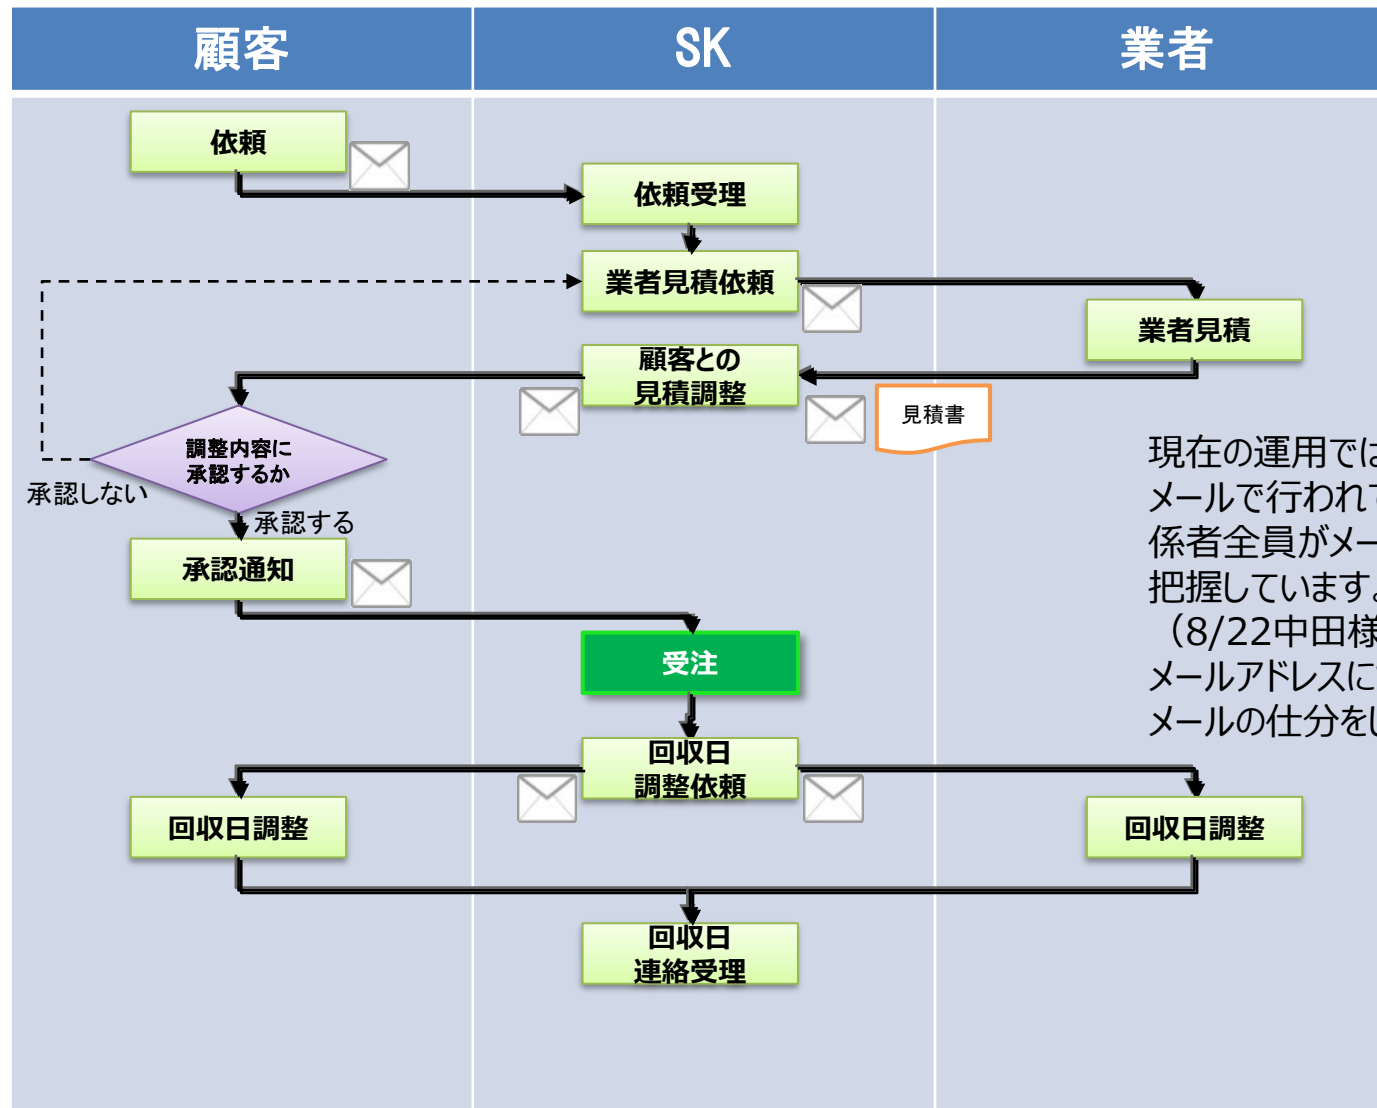 顧客
SK
業者
依頼
依頼受理
業者見積依頼
業者見積
顧客との
見積調整
見積書
調整内容に
承認するか
承認しない
承認する
承認通知
受注
回収日
調整依頼
回収日調整
回収日調整
回収日
連絡受理
現在の運用では
メールで行われて
係者全員がメー
把握しています。
（8/22中田様
メールアドレスに
メールの仕分を